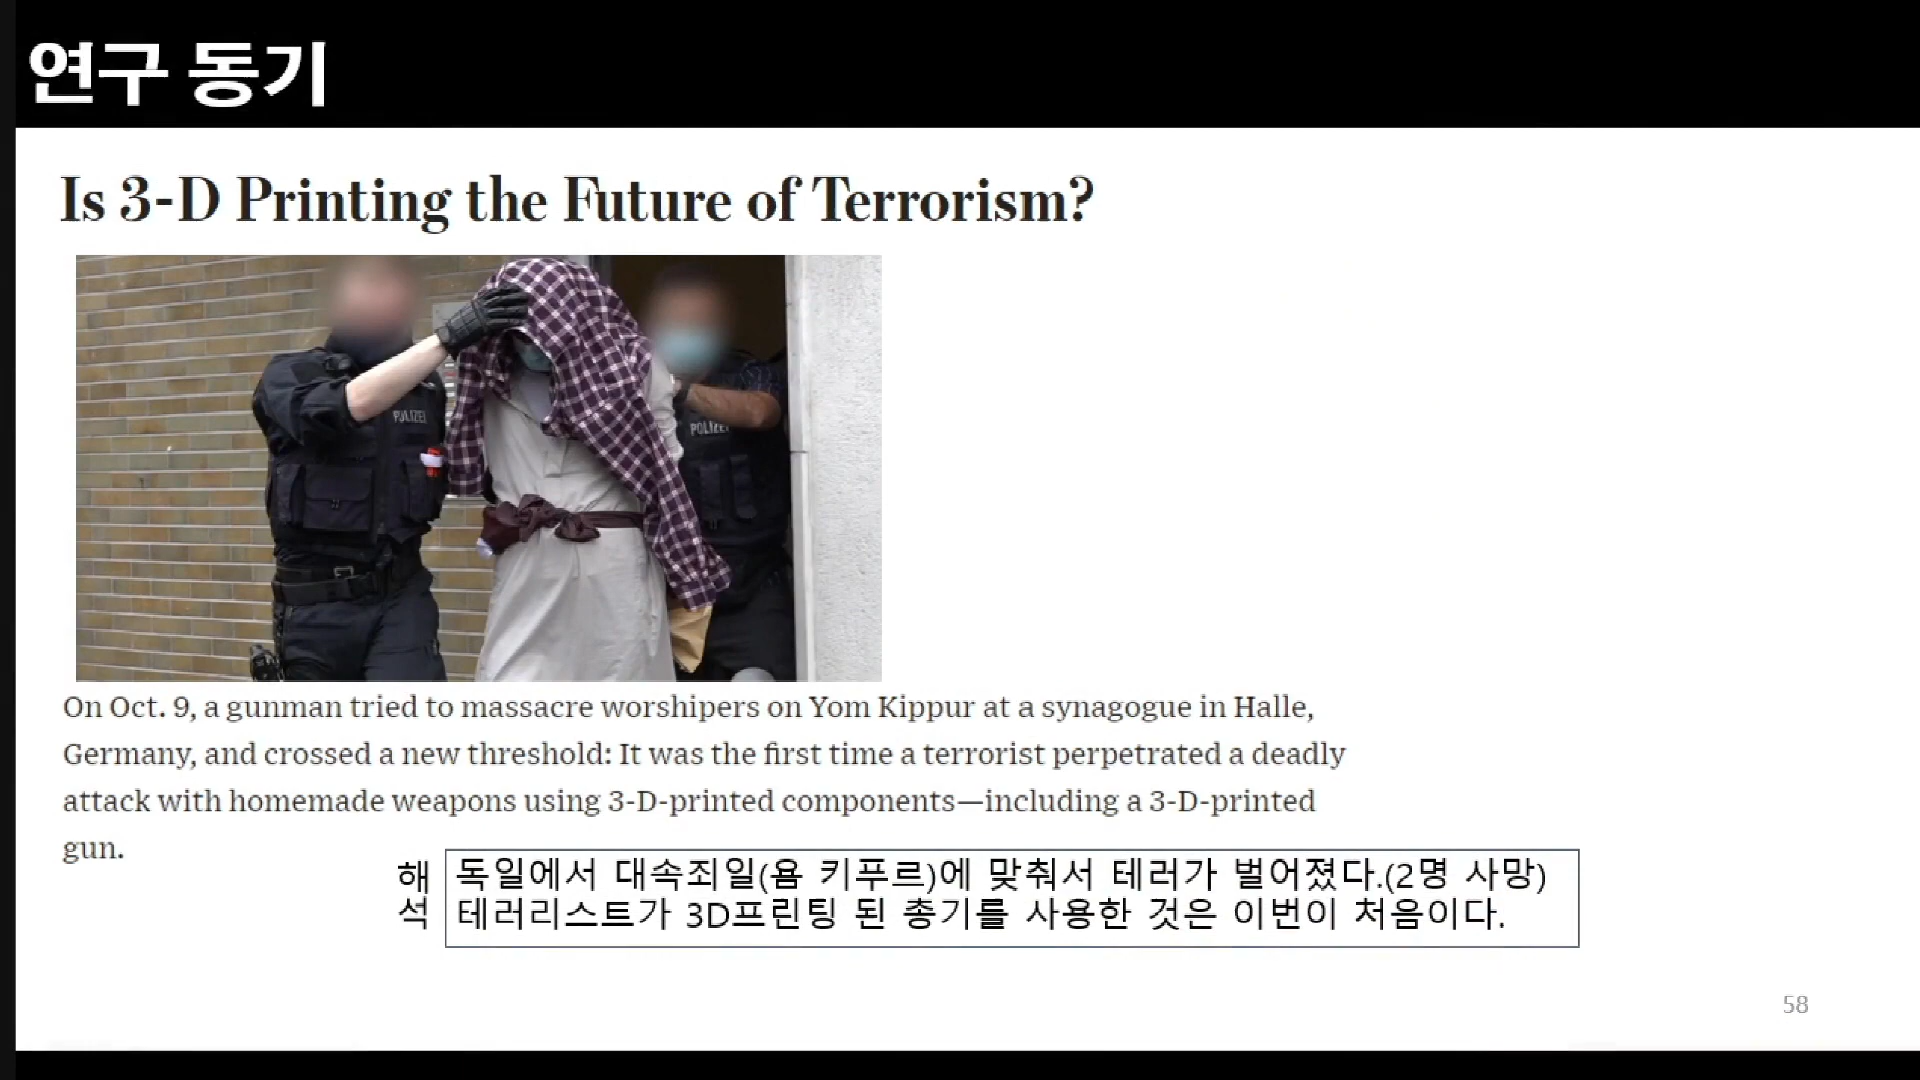 연구 동기
Is 3-D Printing the Future of Terrorism?
POLIZEI
POLIZEI
On Oct. 9, a gunman tried to massacre worshipers on Yom Kippur at a synagogue in Halle,
Germany, and crossed a new threshold: It was the first time a terrorist perpetrated a deadly
attack with homemade weapons using 3-D-printed components—including a 3-D-printed
gun.
해석
독일에서 대속죄일(욤 키푸르)에 맞춰서 테러가 벌어졌다.(2명 사망)
테러리스트가 3D프린팅 된 총기를 사용한 것은 이번이 처음이다.
58